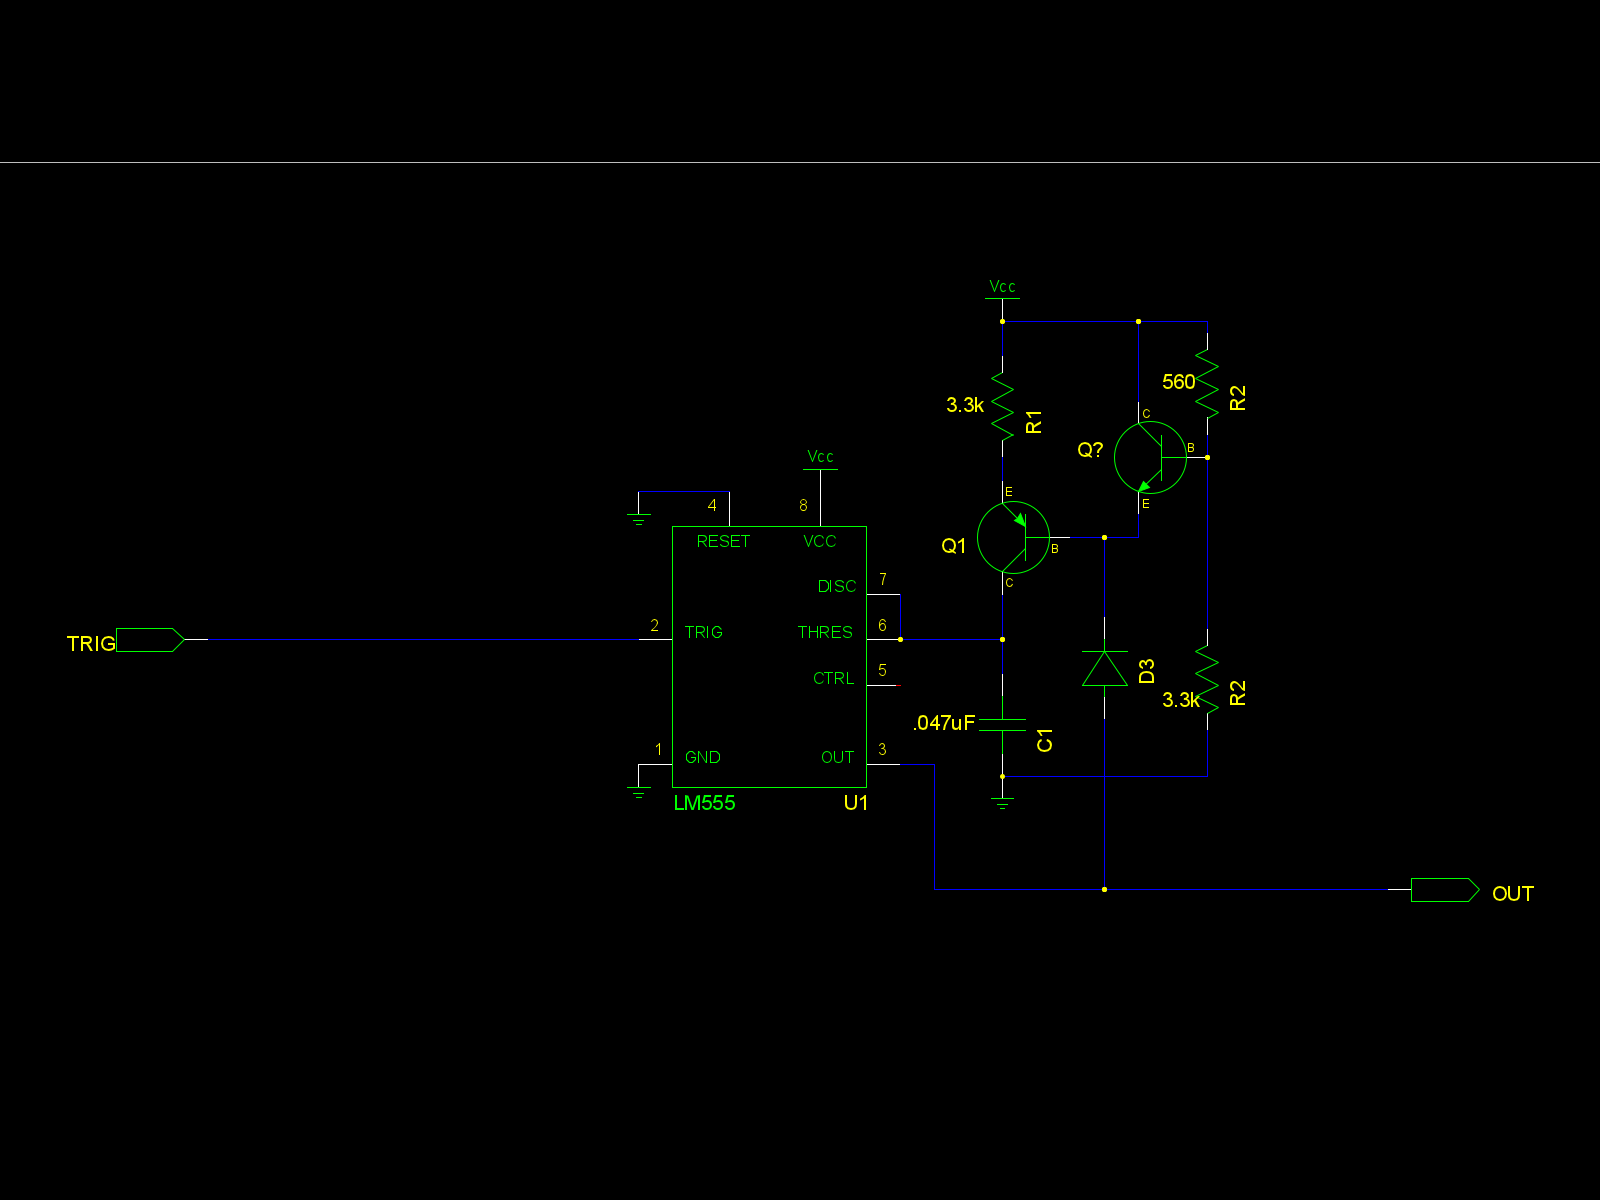 Vcc
560
R2
3.3k
R1
C
Q?
B
Vcc
E
E
4
8
Q1
B
RESET
VCC
C
7
DISC
2
TRIG
THRES
6
TRIG
5
CTRL
D3
R2
3.3k
.047uF
C1
1
GND
OUT
3
LM555
U1
OUT